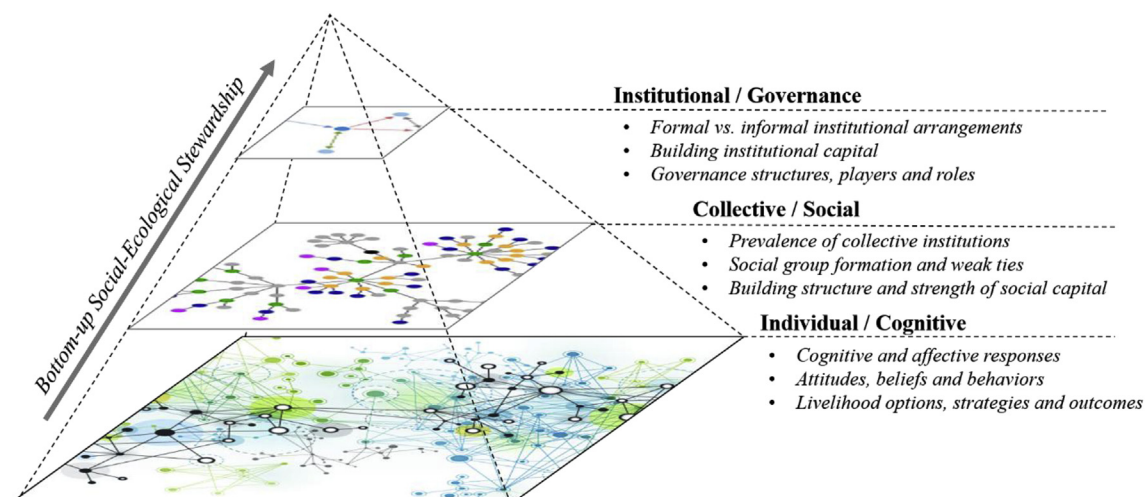 Bottom-up Social-Ecological Stewardship
Institutional / Governance
• Formal vs. informal institutional arrangements
• Building institutional capital
• Governance structures, players and roles
Collective / Social
• Prevalence of collective institutions
• Social group formation and weak ties
• Building structure and strength of social capital
Individual / Cognitive
• Cognitive and affective responses
• Attitudes, beliefs and behaviors
• Livelihood options, strategies and outcomes